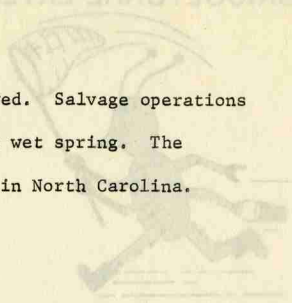 ed. Salvage operations
wet spring. The
in North Carolina.